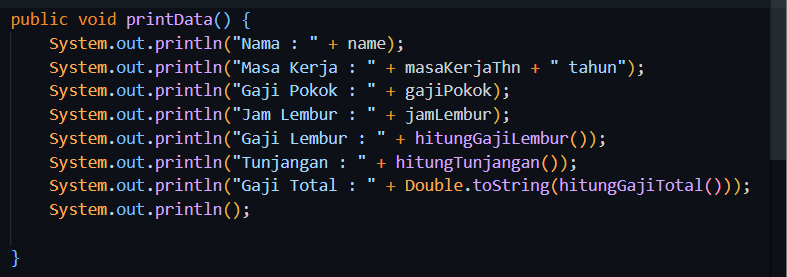 public void printData() {
    System.out.println("Nama : " + name);
    System.out.println("Masa Kerja : " + masaKerjaThn + " tahun");
    System.out.println("Gaji Pokok : " + gajiPokok);
    System.out.println("Jam Lembur : " + jamLembur);
    System.out.println("Gaji Lembur : " + hitungGajiLembur());
    System.out.println("Tunjangan : " + hitungTunjangan());
    System.out.println("Gaji Total : " + Double.toString(hitungGajiTotal()));
    System.out.println();
}